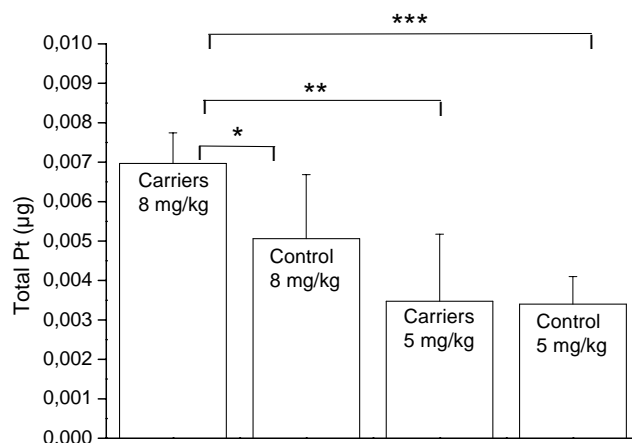 ***
0,010
0,009
**
0,008
*
0,007
Carriers
8 mg/kg
0,006
Total Pt (µg)
0,005
Control
8 mg/kg
0,004
0,003
Carriers
5 mg/kg
Control
5 mg/kg
0,002
0,001
0,000